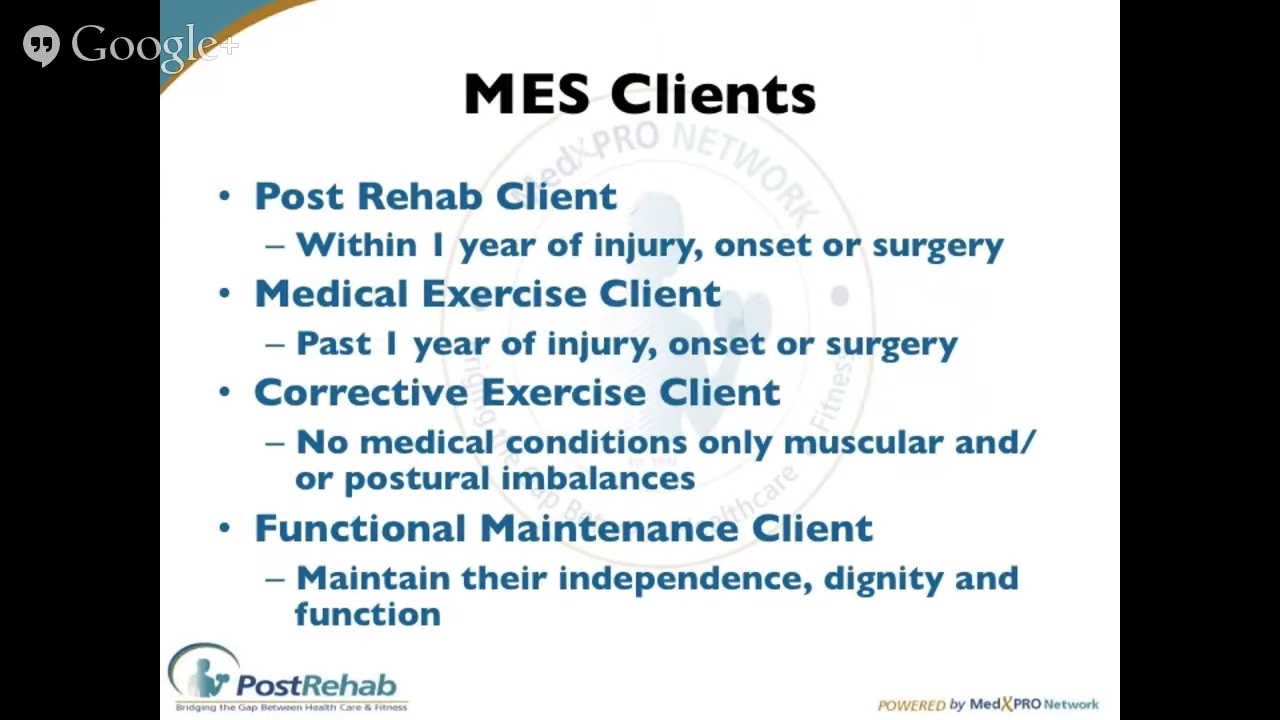 Google+
MES Clients
MedXPRO NETWORK
• Post Rehab Client
– Within 1 year of injury, onset or surgery
• Medical Exercise Client
– Past 1 year of injury, onset or surgery
• Corrective Exercise Client
– No medical conditions only muscular and/
or postural imbalances
• Functional Maintenance Client
– Maintain their independence, dignity and
function
PostRehab
Bridging the Gap Between Health Care & Fitness
POWERED by MedXPRO Network